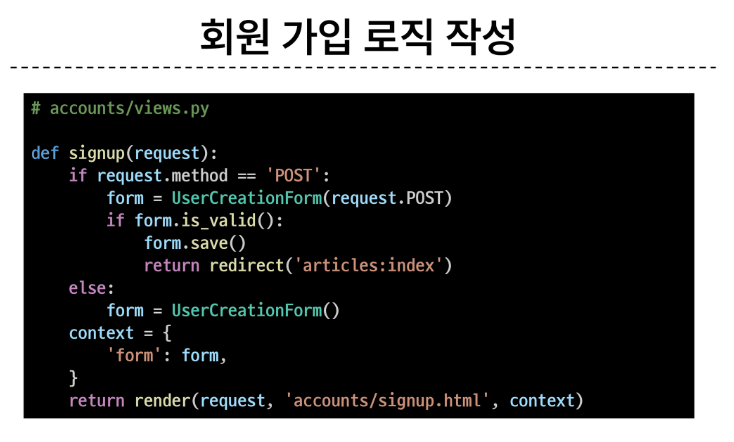 회원 가입 로직 작성
# accounts/views.py
def signup(request):
    if request.method == 'POST':
        form = UserCreationForm(request.POST)
        if form.is_valid():
            form.save()
            return redirect('articles:index')
    else:
        form = UserCreationForm()
    context = {
        'form': form,
    }
    return render(request, 'accounts/signup.html', context)